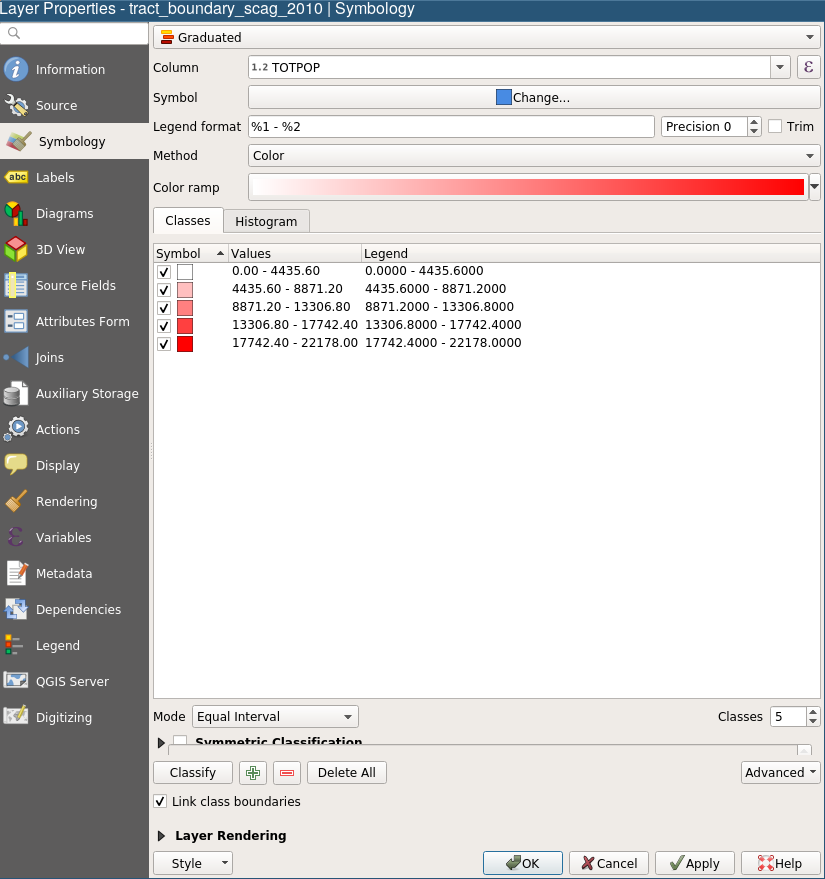 Layer Properties - tract_boundary_scag_2010 | Symbology
Information
Source
Symbology
abc Labels
Diagrams
3D View
Source Fields
Attributes Form
Joins
Auxiliary Storage
Actions
Display
Rendering
Variables
Metadata
Dependencies
Legend
QGIS Server
Digitizing
Graduated
Column 1.2 TOTPOP ε
Symbol Change...
Legend format %1 - %2 Precision 0 Trim
Method Color
Color ramp
Classes Histogram
Symbol Values Legend
0.00 - 4435.60 0.0000 - 4435.6000
4435.60 - 8871.20 4435.6000 - 8871.2000
8871.20 - 13306.80 8871.2000 - 13306.8000
13306.80 - 17742.40 13306.8000 - 17742.4000
17742.40 - 22178.00 17742.4000 - 22178.0000
Mode Equal Interval Classes 5
Symmetric Classification
Classify Delete All Advanced
Link class boundaries
Layer Rendering
Style OK Cancel Apply Help